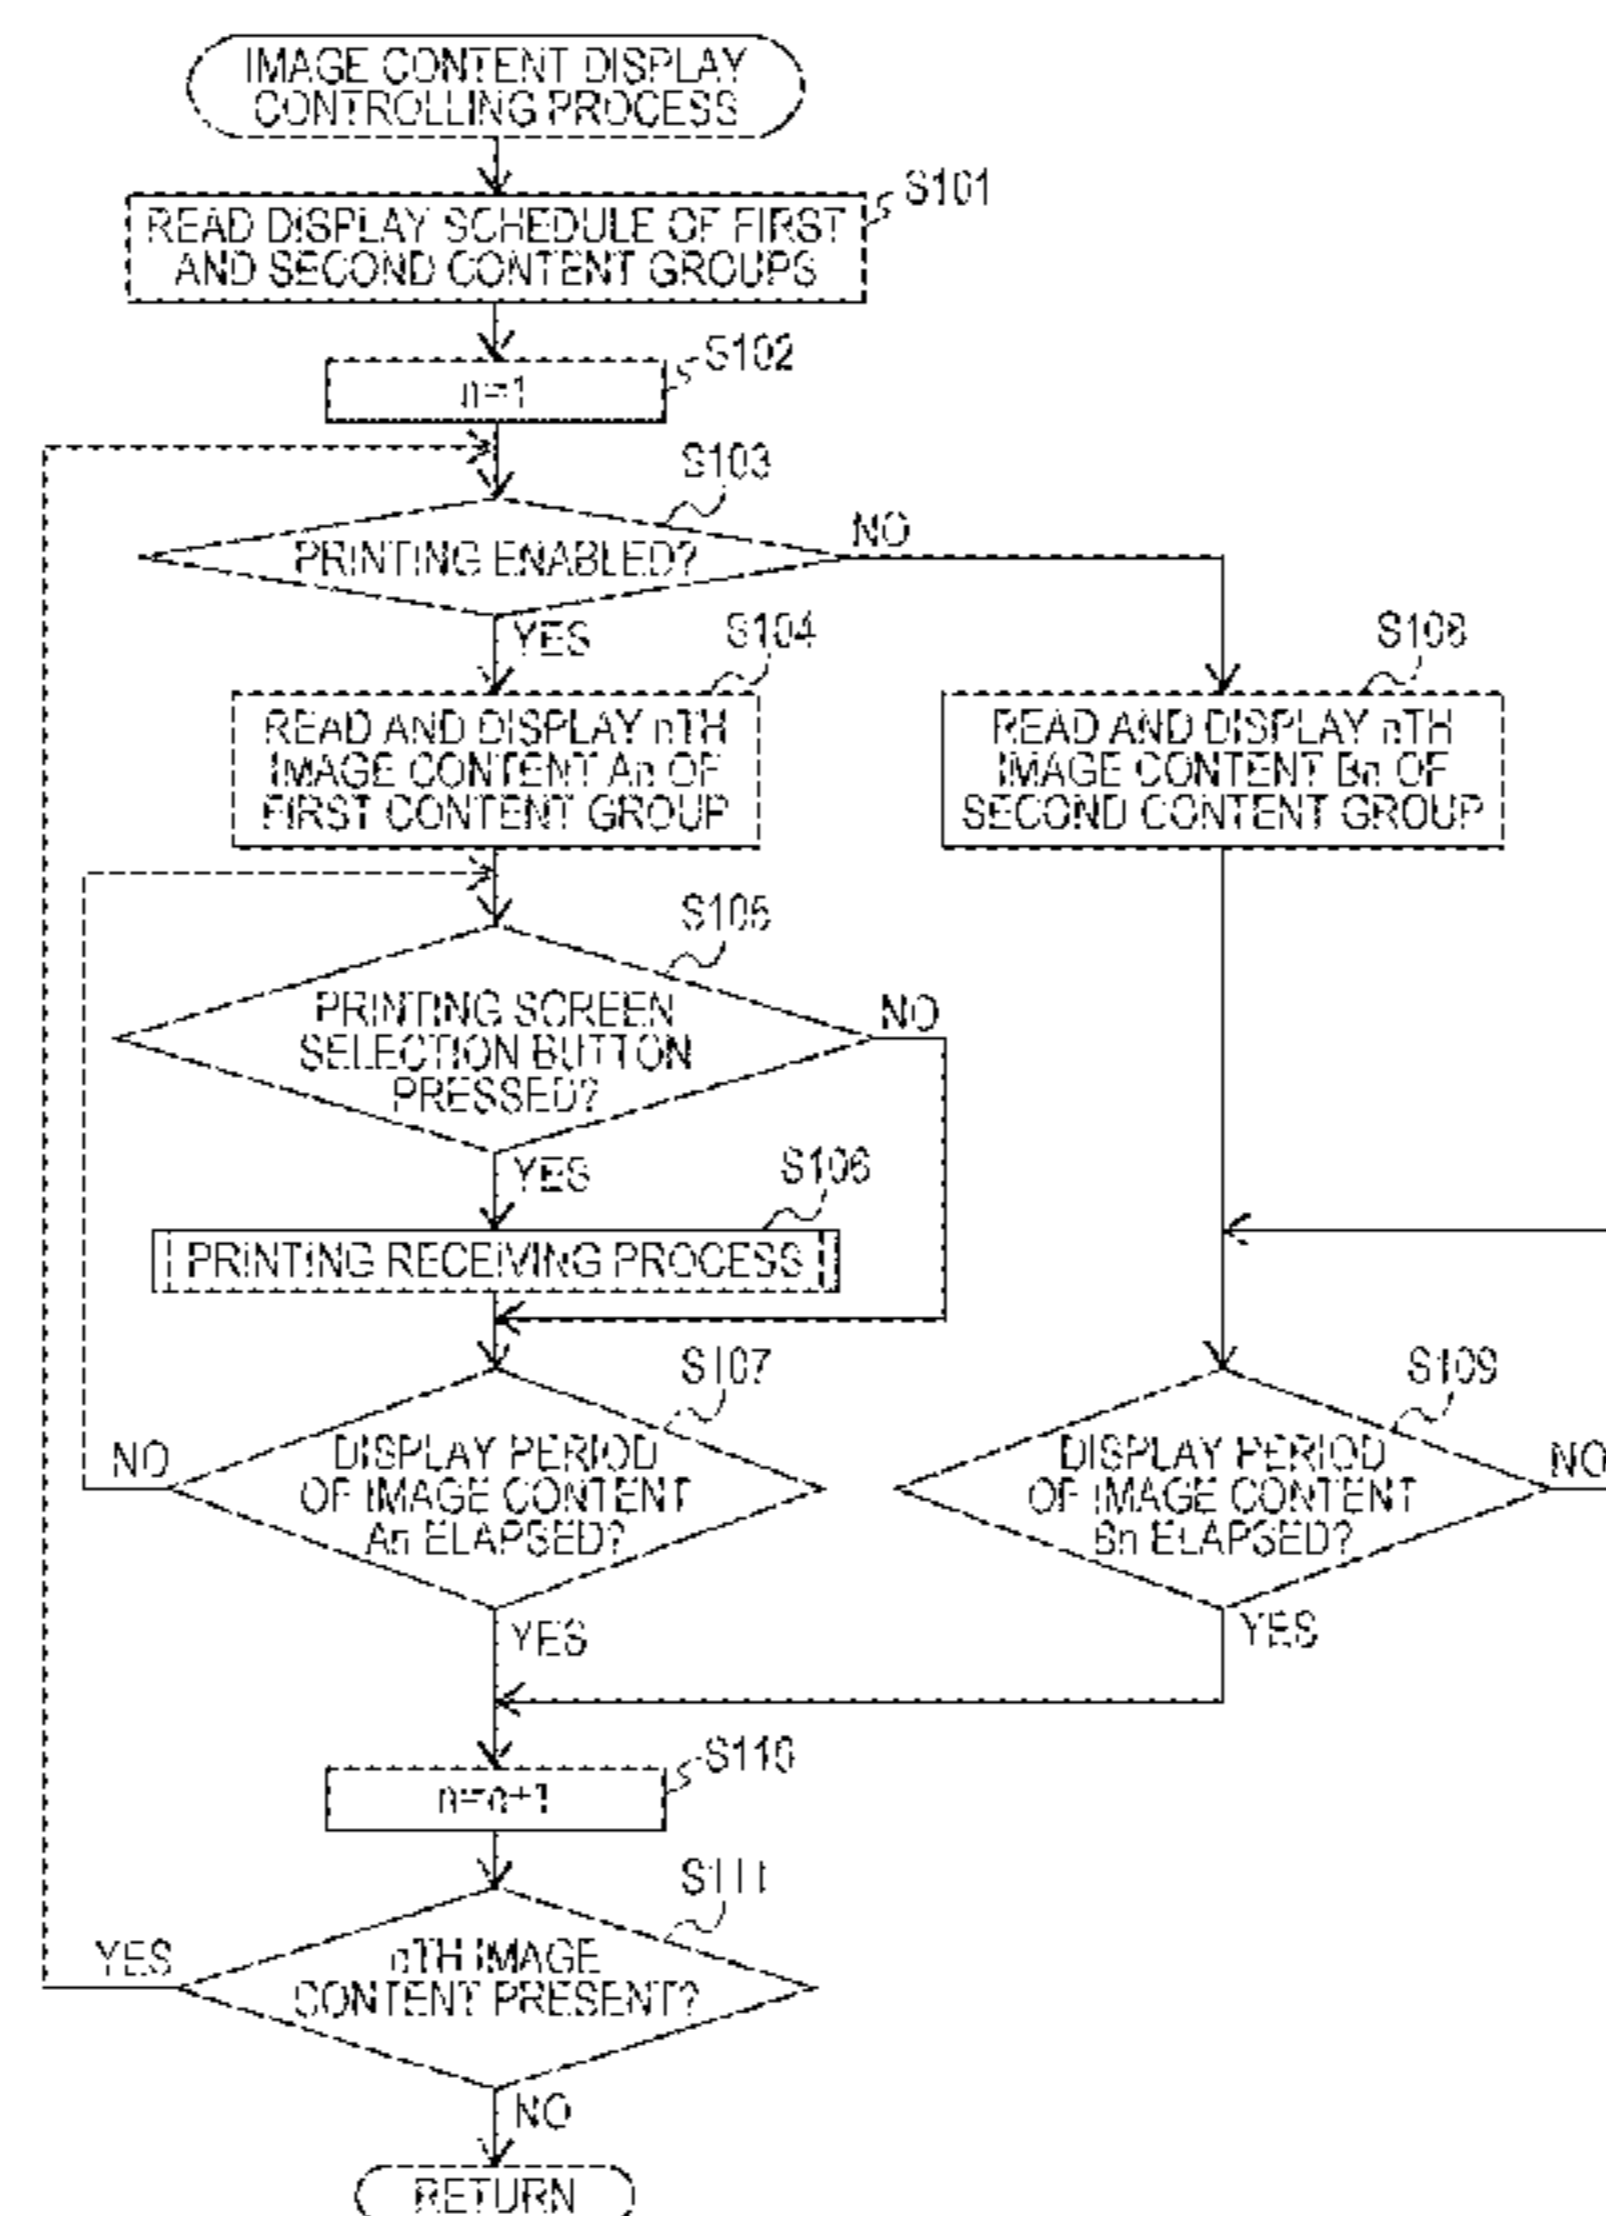 IMAGE CONTENT DISPLAY
CONTROLLING PROCESS
S101
READ DISPLAY SCHEDULE OF FIRST
AND SECOND CONTENT GROUPS
S102
n=1
S103
PRINTING ENABLED?
NO
YES
S104
READ AND DISPLAY nTH
IMAGE CONTENT An OF
FIRST CONTENT GROUP
S108
READ AND DISPLAY nTH
IMAGE CONTENT Bn OF
SECOND CONTENT GROUP
S105
PRINTING SCREEN
SELECTION BUTTON
PRESSED?
NO
YES
S106
PRINTING RECEIVING PROCESS
S107
DISPLAY PERIOD
OF IMAGE CONTENT
An ELAPSED?
NO
YES
S109
DISPLAY PERIOD
OF IMAGE CONTENT
Bn ELAPSED?
NO
YES
S110
n=n+1
S111
nTH IMAGE
CONTENT PRESENT?
YES
NO
RETURN